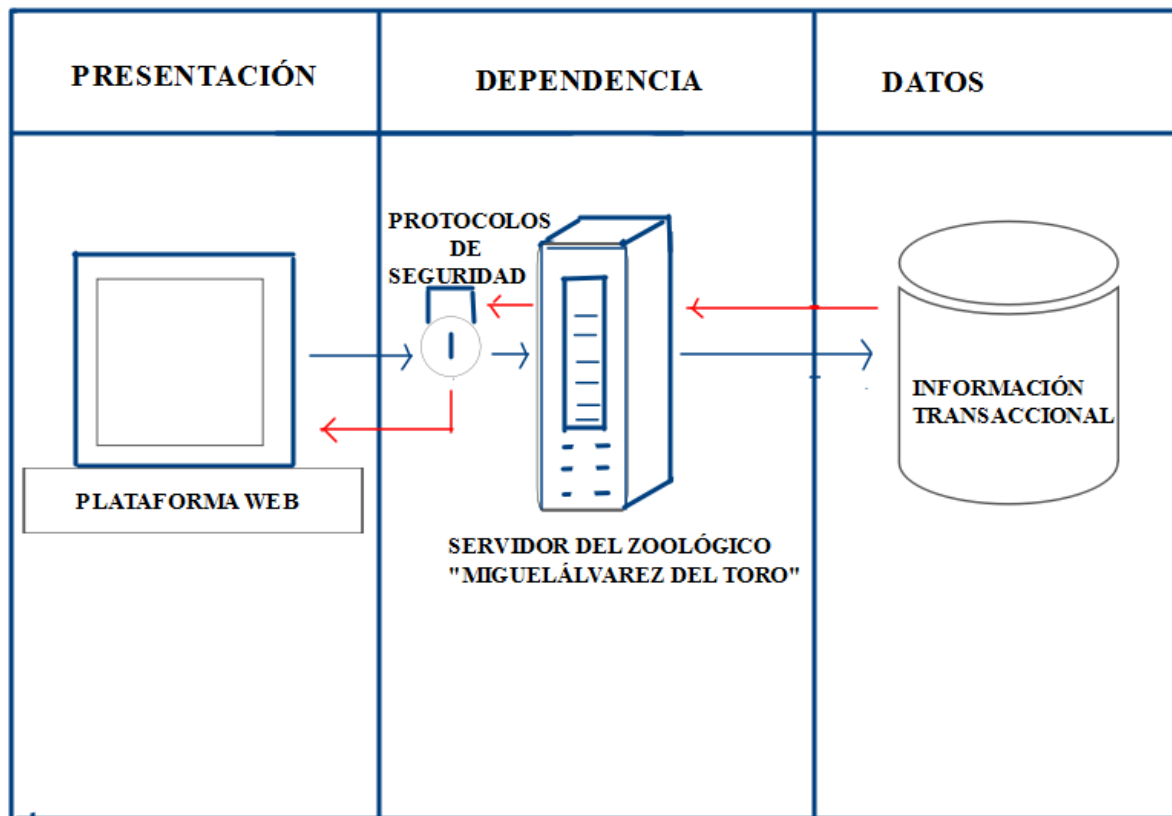 PRESENTACIÓN
DEPENDENCIA
DATOS
PROTOCOLOS
DE
SEGURIDAD
PLATAFORMA WEB
SERVIDOR DEL ZOOLÓGICO
"MIGUELÁLVAREZ DEL TORO"
INFORMACIÓN
TRANSACCIONAL